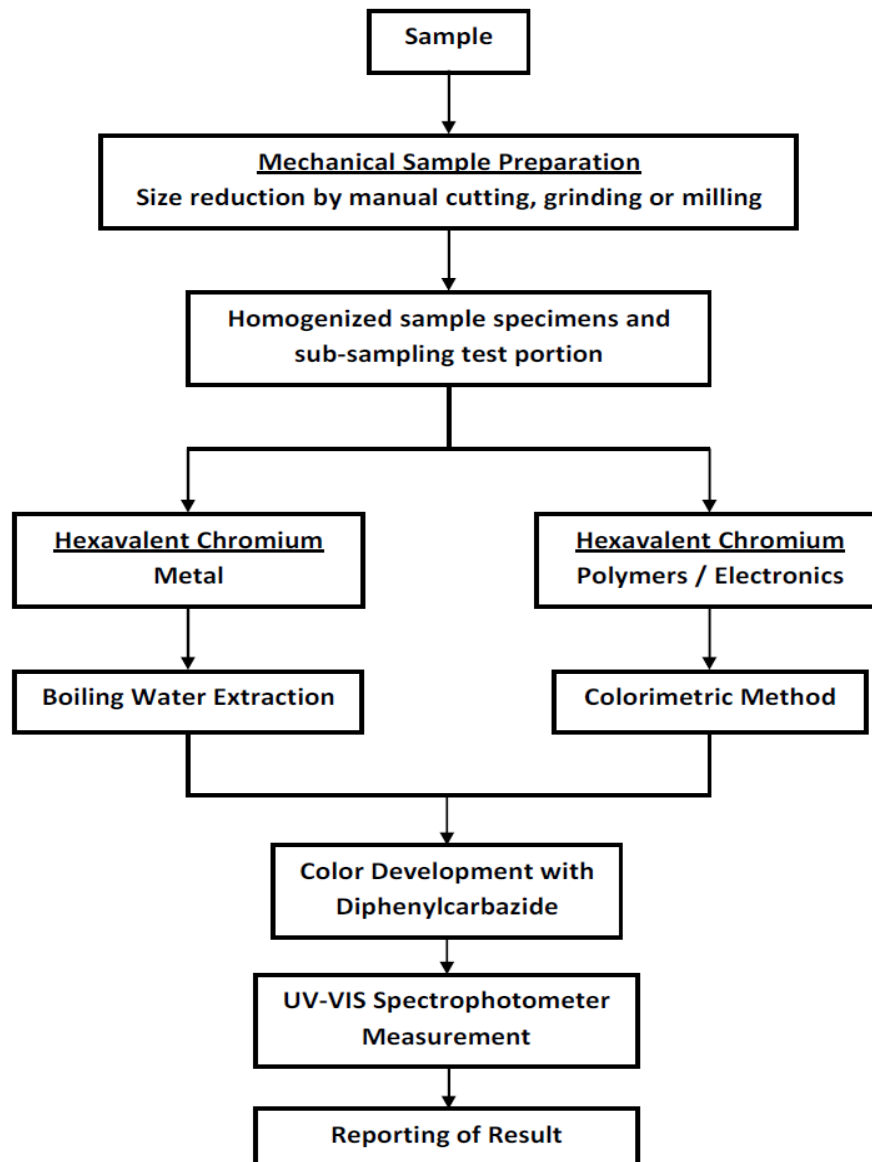 Sample
Mechanical Sample Preparation
Size reduction by manual cutting, grinding or milling
Homogenized sample specimens and
sub-sampling test portion
Hexavalent Chromium
Metal
Hexavalent Chromium
Polymers / Electronics
Boiling Water Extraction
Colorimetric Method
Color Development with
Diphenylcarbazide
UV-VIS Spectrophotometer
Measurement
Reporting of Result